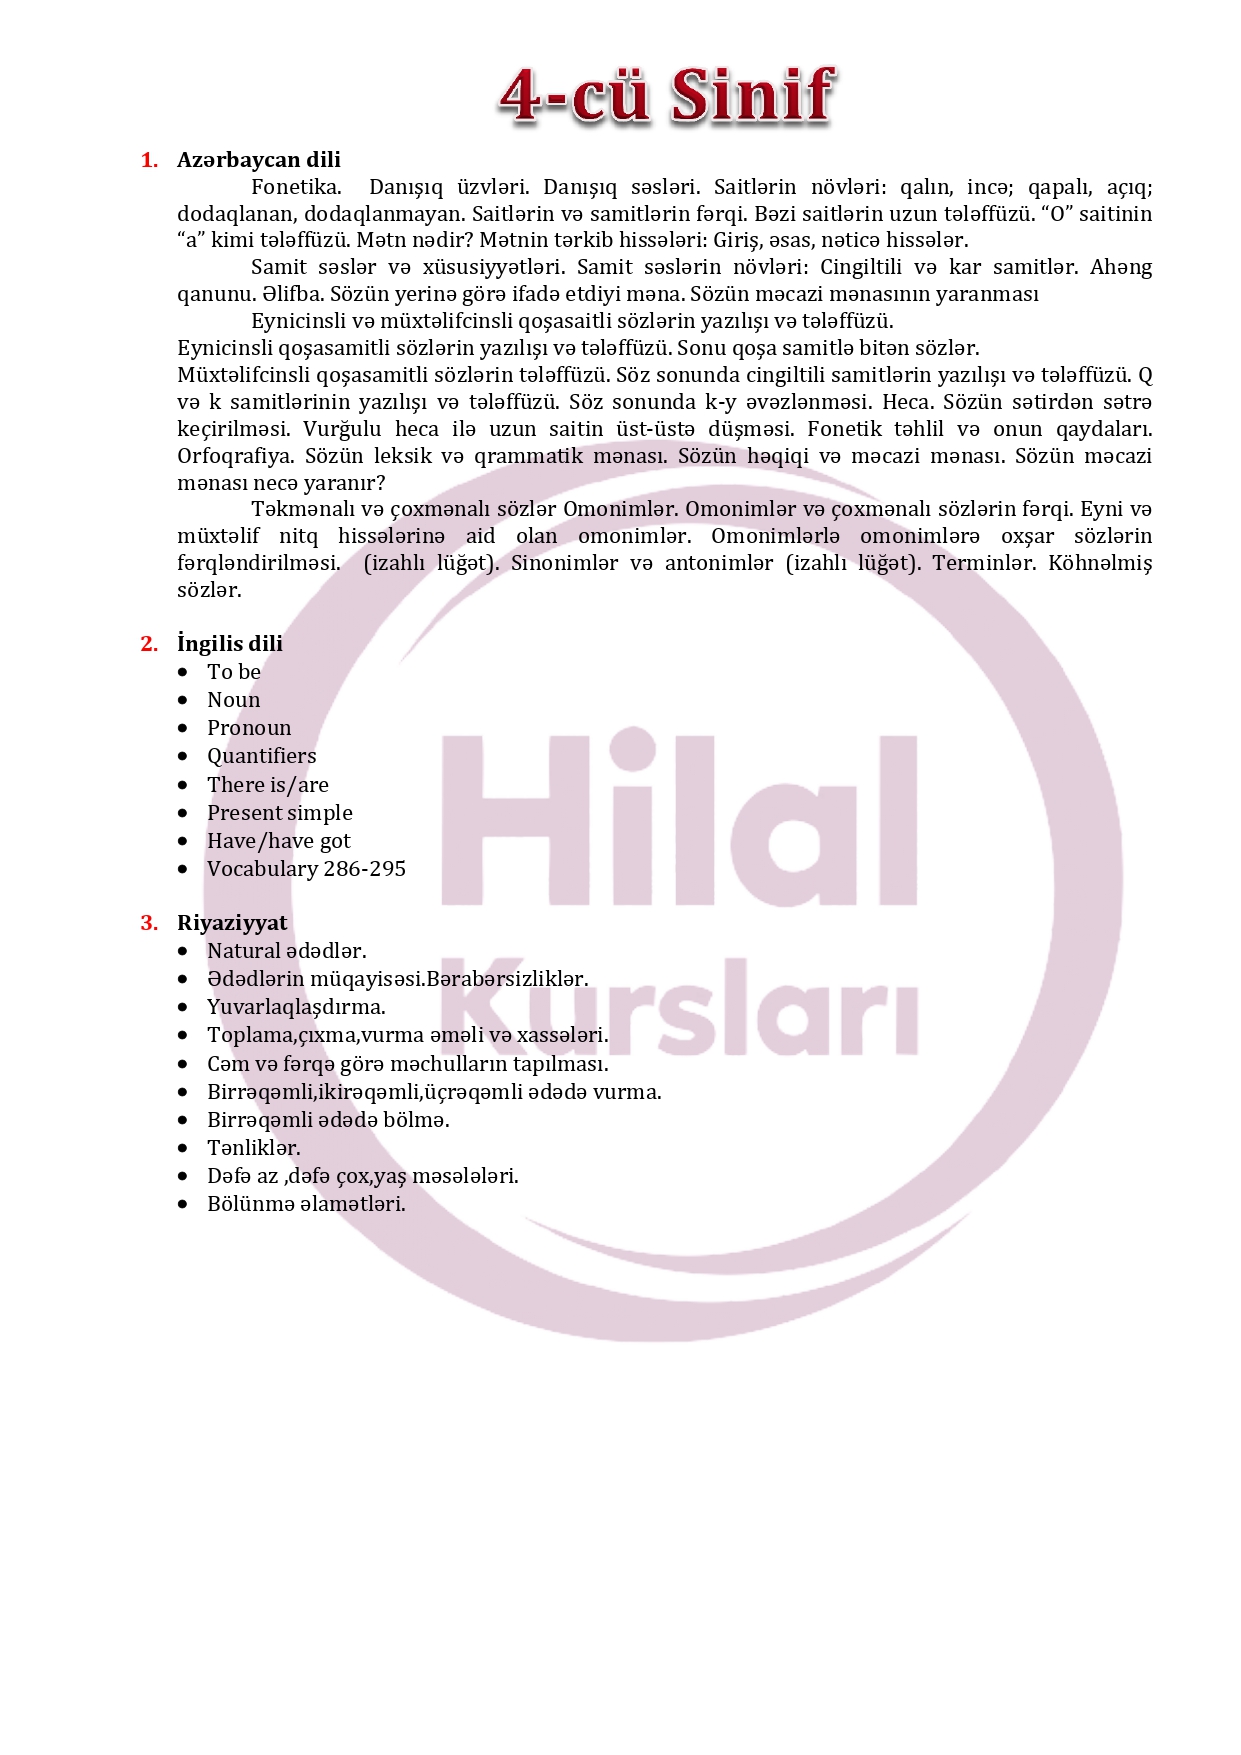 4-cü Sinif
1. Azərbaycan dili
Fonetika. Danışıq üzvləri. Danışıq səsləri. Saitlərin növləri: qalın, incə; qapalı, açıq;
dodaqlanan, dodaqlanmayan. Saitlərin və samitlərin fərqi. Bəzi saitlərin uzun tələffüzü. “O” saitinin
“a” kimi tələffüzü. Mətn nədir? Mətnin tərkib hissələri: Giriş, əsas, nəticə hissələr.
Samit səslər və xüsusiyyətləri. Samit səslərin növləri: Cingiltili və kar samitlər. Ahəng
qanunu. Əlifba. Sözün yerinə görə ifadə etdiyi məna. Sözün məcazi mənasının yaranması
Eynicinsli və müxtəlifcinsli qoşasaitli sözlərin yazılışı və tələffüzü.
Eynicinsli qoşasamitli sözlərin yazılışı və tələffüzü. Sonu qoşa samitlə bitən sözlər.
Müxtəlifcinsli qoşasamitli sözlərin tələffüzü. Söz sonunda cingiltili samitlərin yazılışı və tələffüzü. Q
və k samitlərinin yazılışı və tələffüzü. Söz sonunda k-y əvəzlənməsi. Heca. Sözün sətirdən sətrə
keçirilməsi. Vurğulu heca ilə uzun saitin üst-üstə düşməsi. Fonetik təhlil və onun qaydaları.
Orfoqrafiya. Sözün leksik və qrammatik mənası. Sözün həqiqi və məcazi mənası. Sözün məcazi
mənası necə yaranır?
Təkmənalı və çoxmənalı sözlər Omonimlər. Omonimlər və çoxmənalı sözlərin fərqi. Eyni və
müxtəlif nitq hissələrinə aid olan omonimlər. Omonimlərlə omonimlərə oxşar sözlərin
fərqləndirilməsi. (izahlı lüğət). Sinonimlər və antonimlər (izahlı lüğət). Terminlər. Köhnəlmiş
sözlər.
2. İngilis dili
• To be
• Noun
• Pronoun
• Quantifiers
• There is/are
• Present simple
• Have/have got
• Vocabulary 286-295
3. Riyaziyyat
• Natural ədədlər.
• Ədədlərin müqayisəsi.Bərabərsizliklər.
• Yuvarlaqlaşdırma.
• Toplama,çıxma,vurma əməli və xassələri.
• Cəm və fərqə görə məchulların tapılması.
• Birrəqəmli,ikirəqəmli,üçrəqəmli ədədə vurma.
• Birrəqəmli ədədə bölmə.
• Tənliklər.
• Dəfə az ,dəfə çox,yaş məsələləri.
• Bölünmə əlamətləri.
Hilal
Kursları